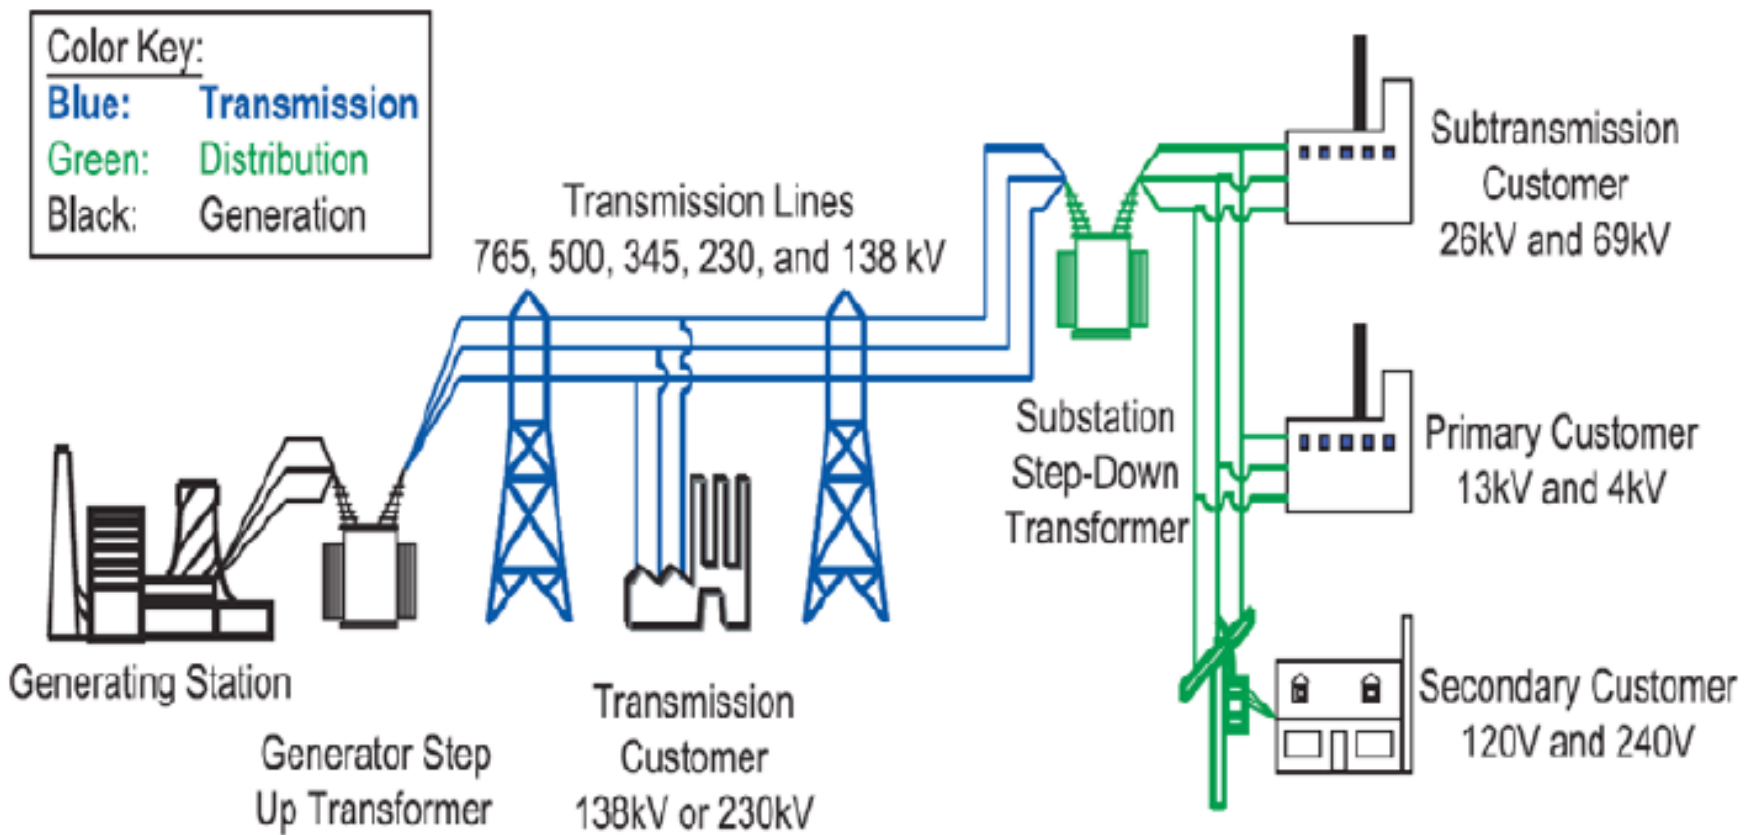 Color Key:
Blue: Transmission
Green: Distribution
Black: Generation
Transmission Lines
765, 500, 345, 230, and 138 kV
Subtransmission
Customer
26kV and 69kV
Substation
Step-Down
Transformer
Primary Customer
13kV and 4kV
Generating Station
Generator Step
Up Transformer
Transmission
Customer
138kV or 230kV
Secondary Customer
120V and 240V